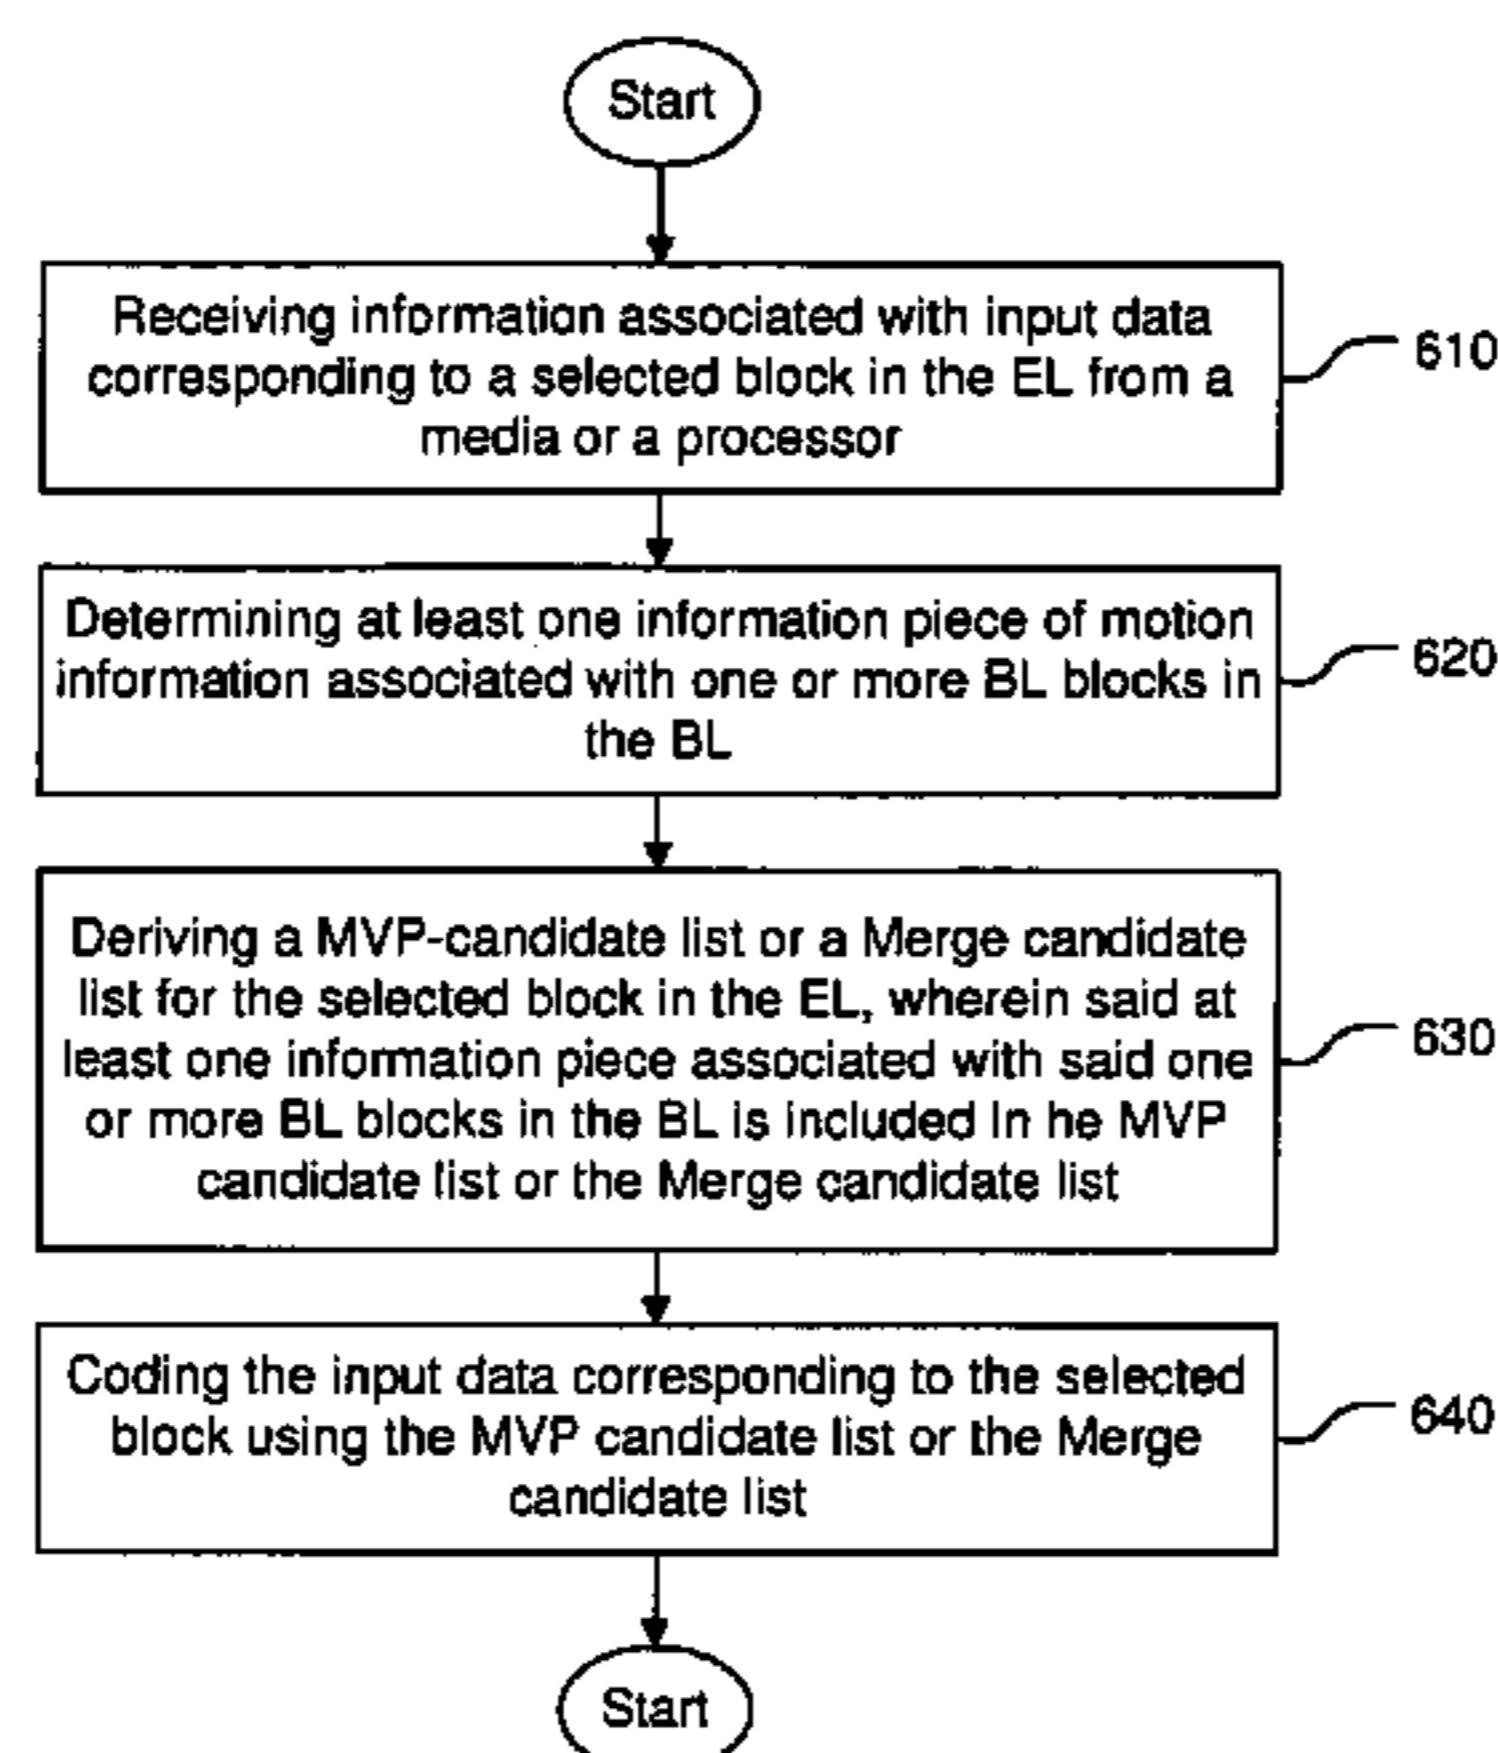 Start
Receiving information associated with input data
corresponding to a selected block in the EL from a
media or a processor
610
Determining at least one information piece of motion
information associated with one or more BL blocks in
the BL
620
Deriving a MVP-candidate list or a Merge candidate
list for the selected block in the EL, wherein said at
least one information piece associated with said one
or more BL blocks in the BL is included In he MVP
candidate list or the Merge candidate list
630
Coding the input data corresponding to the selected
block using the MVP candidate list or the Merge
candidate list
640
Start